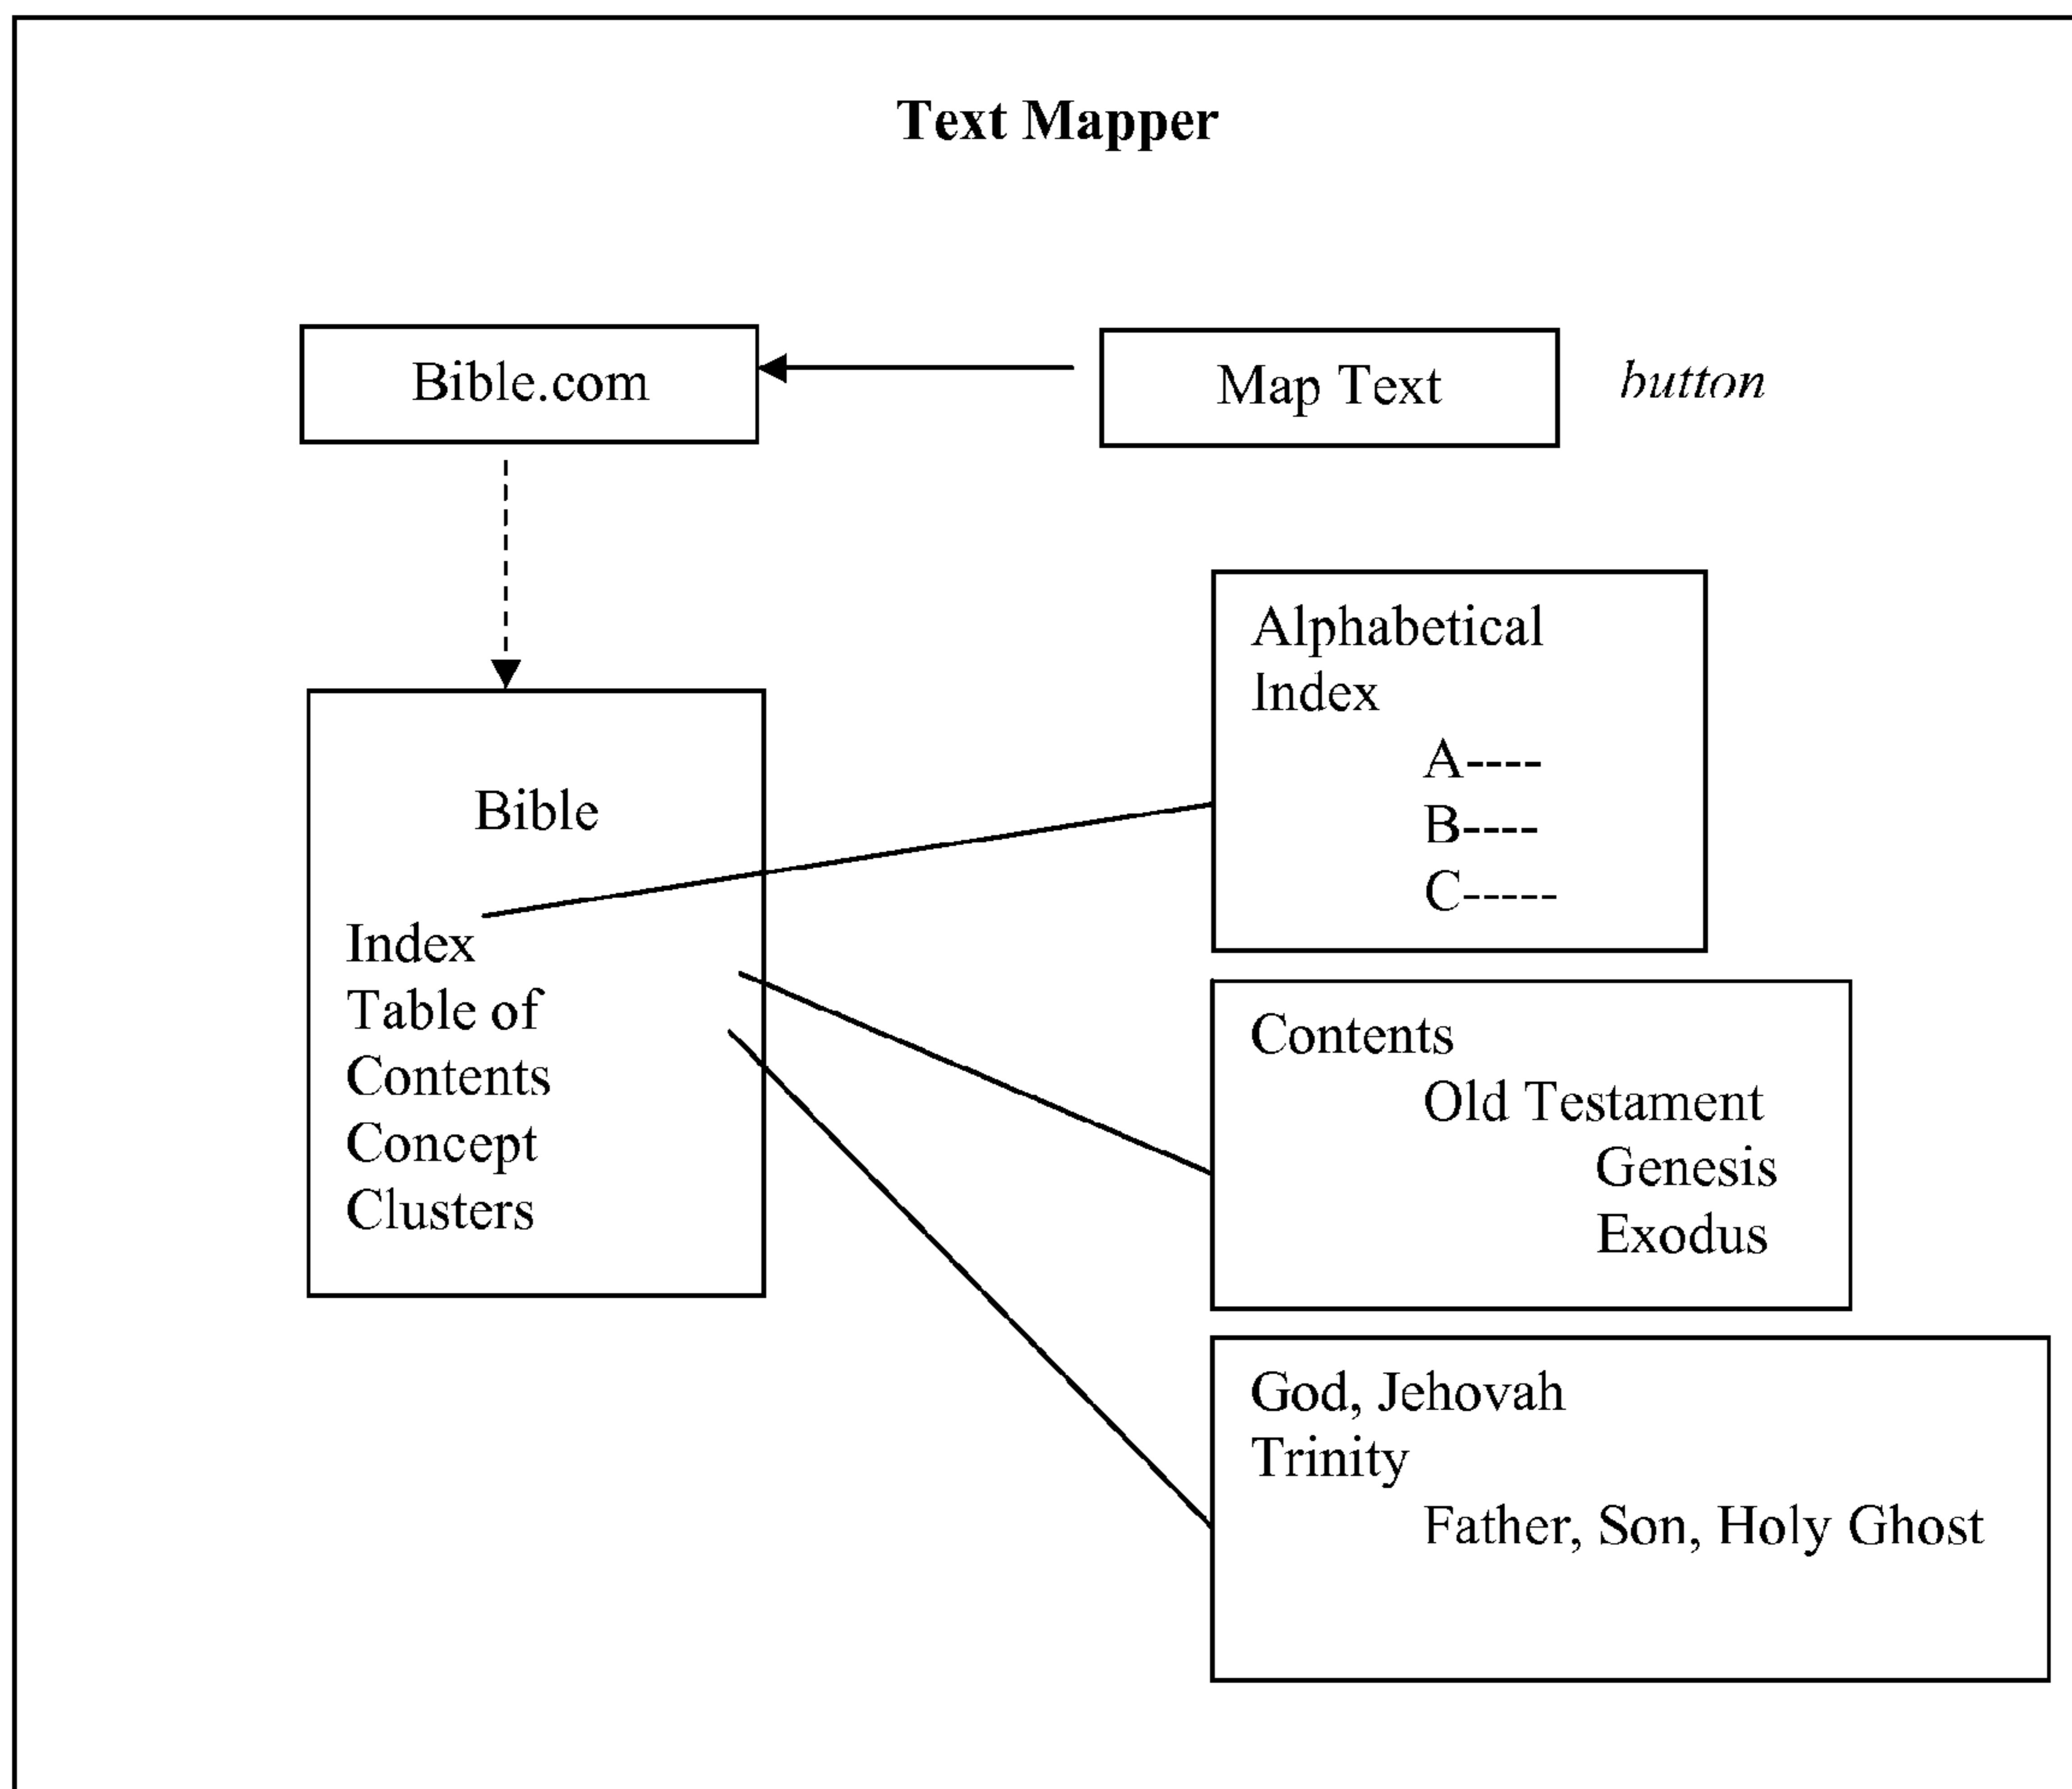 Text Mapper
Bible.com
Map Text
button
Bible
Index
Table of
Contents
Concept
Clusters
Alphabetical
Index
A----
B----
C-----
Contents
Old Testament
Genesis
Exodus
God, Jehovah
Trinity
Father, Son, Holy Ghost